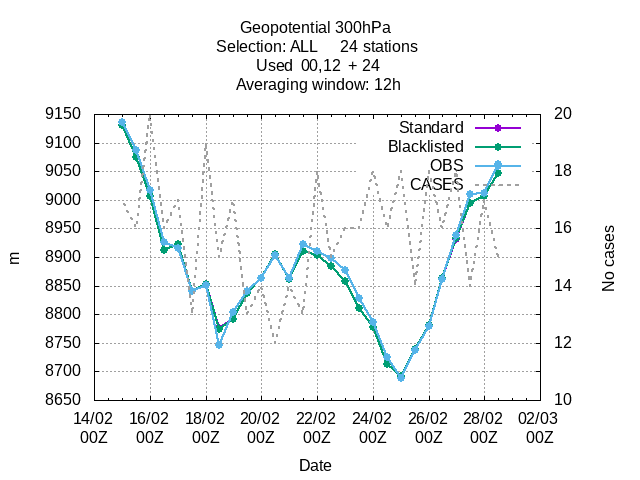 Geopotential 300hPa
Selection: ALL 24 stations
Used 00,12 + 24
Averaging window: 12h
9150
9100
9050
9000
8950
8900
8850
8800
8750
8700
8650
m
20
18
16
14
12
10
No cases
Standard
Blacklisted
OBS
CASES
14/02 16/02 18/02 20/02 22/02 24/02 26/02 28/02 02/03
00Z 00Z 00Z 00Z 00Z 00Z 00Z 00Z 00Z
Date